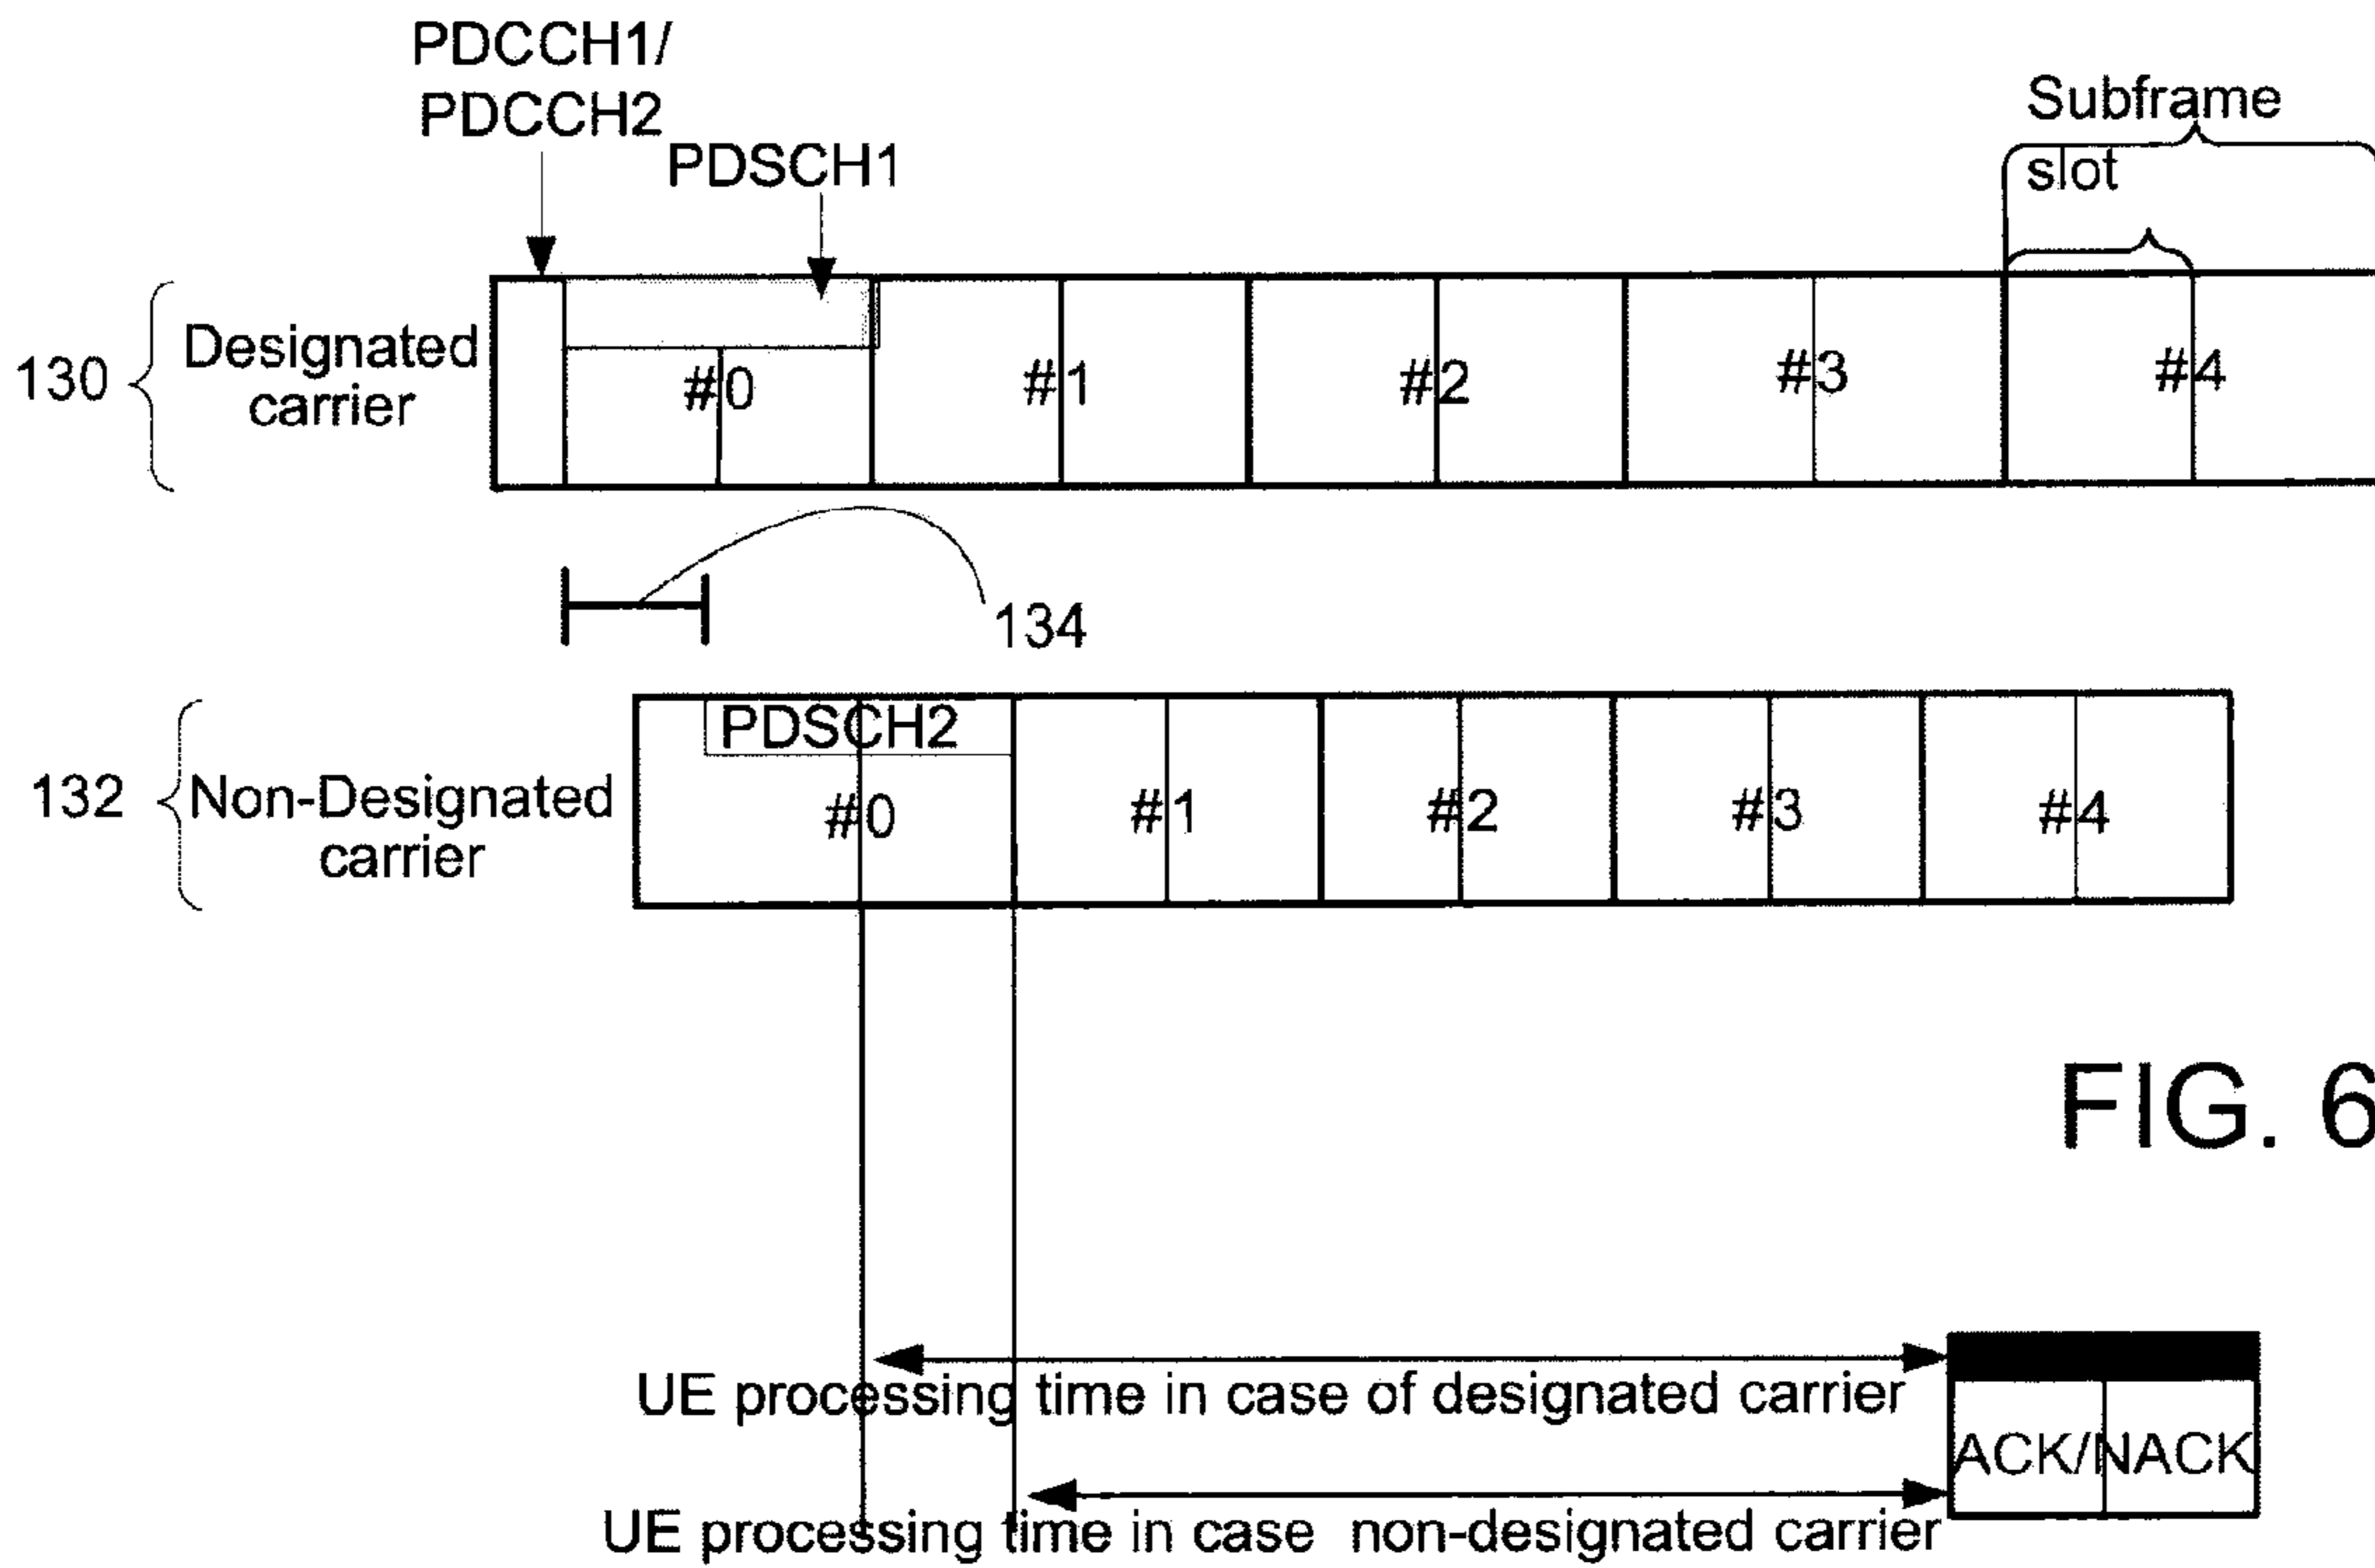 PDCCH1/
PDCCH2
PDSCH1
Subframe
slot
130
Designated
carrier
#0
#1
#2
#3
#4
134
132
Non-Designated
carrier
PDSCH2
#0
#1
#2
#3
#4
FIG. 6
UE processing time in case of designated carrier
ACK/NACK
UE processing time in case non-designated carrier